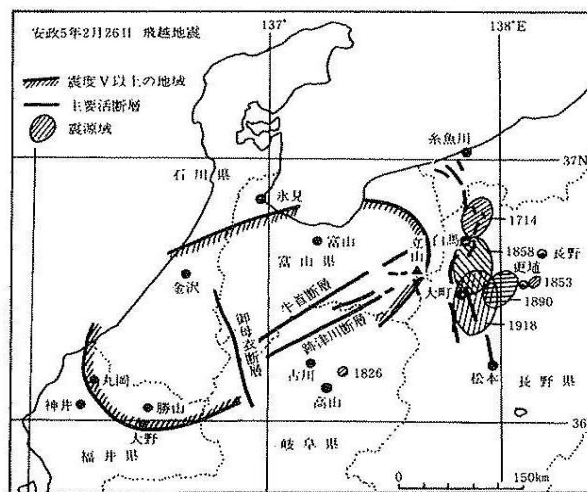 安政5年2月26日 飛越地震
震度V以上の地域
主要活断層
震源域
137°
138°E
37N
36
石川県
氷見
富山
富山県
金沢
立山
牛首断層
跡津川断層
御母衣断層
古川
1826
高山
丸岡
神井
勝山
大野
福井県
岐阜県
糸魚川
白馬
大町
1714
1858
長野
更埴
1853
1890
1918
松本
長野県
0 150km